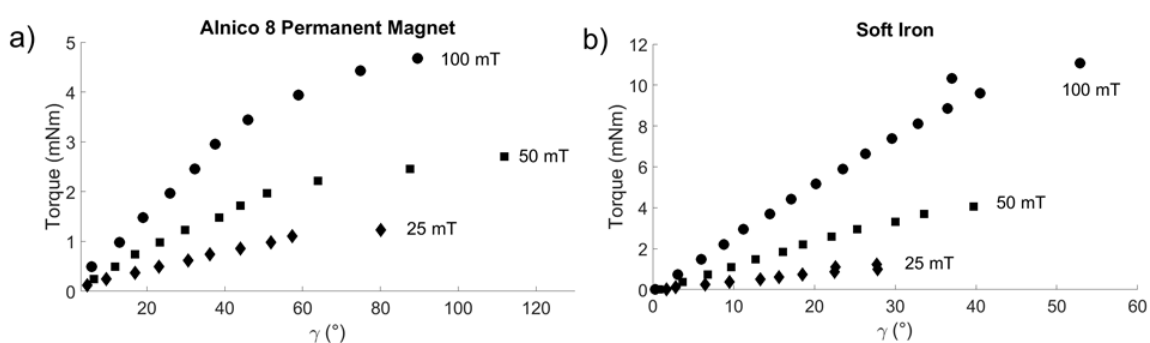 a)
Alnico 8 Permanent Magnet
5
4
3
2
1
0
Torque (mNm)
20
40
60
80
100
120
γ (°)
100 mT
50 mT
25 mT
b)
Soft Iron
12
10
8
6
4
2
0
Torque (mNm)
0
10
20
30
40
50
60
γ (°)
100 mT
50 mT
25 mT